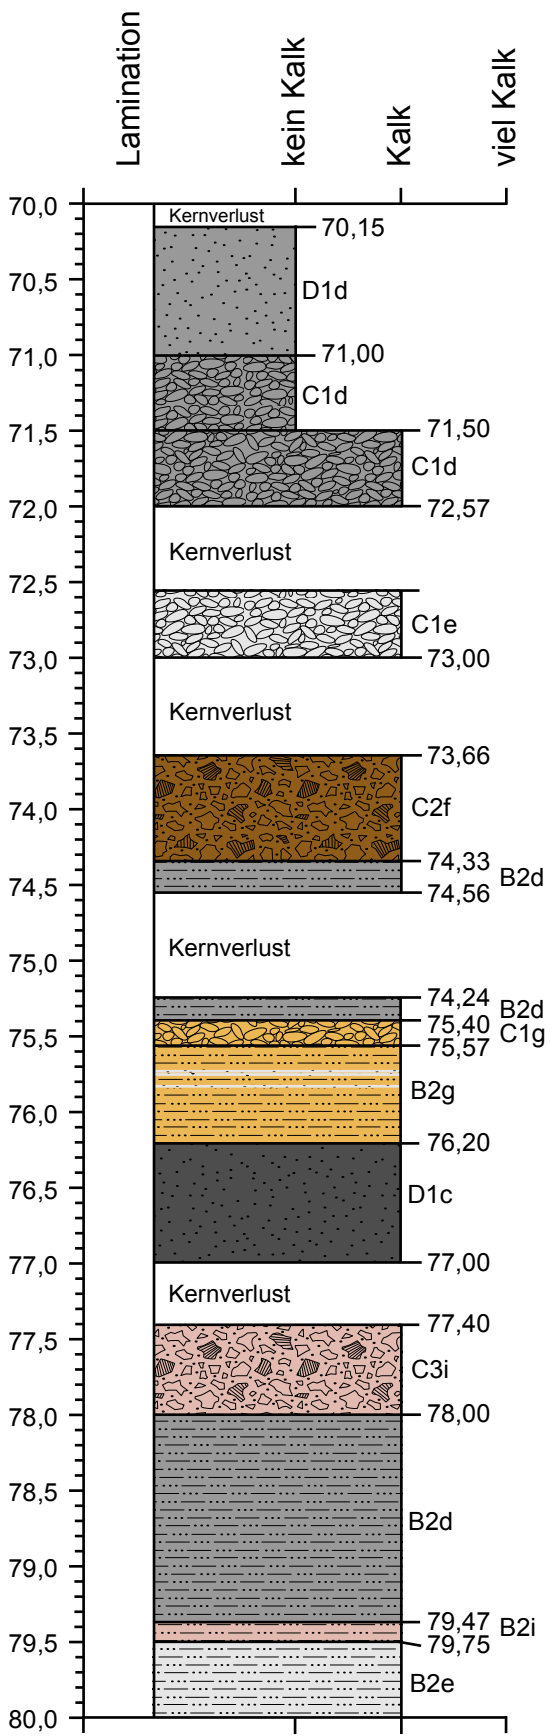 Lamination
kein Kalk
Kalk
viel Kalk
70,0
Kernverlust
70,15
D1d
70,5
71,0
71,00
C1d
71,5
71,50
C1d
72,0
72,57
Kernverlust
72,5
C1e
73,0
73,00
Kernverlust
73,5
73,66
C2f
74,0
74,33
B2d
74,5
74,56
Kernverlust
75,0
74,24
B2d
75,40
C1g
75,5
75,57
B2g
76,0
76,20
D1c
76,5
77,0
77,00
Kernverlust
77,40
77,5
C3i
78,0
78,00
78,5
B2d
79,0
79,47
B2i
79,5
79,75
B2e
80,0